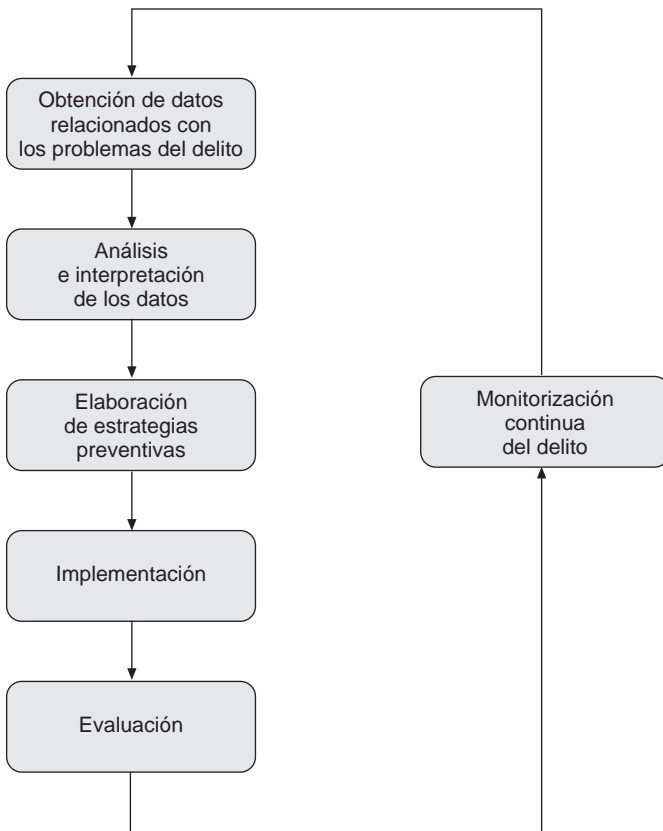 Obtención de datos
relacionados con
los problemas del delito
Análisis
e interpretación
de los datos
Elaboración
de estrategias
preventivas
Monitorización
continua
del delito
Implementación
Evaluación